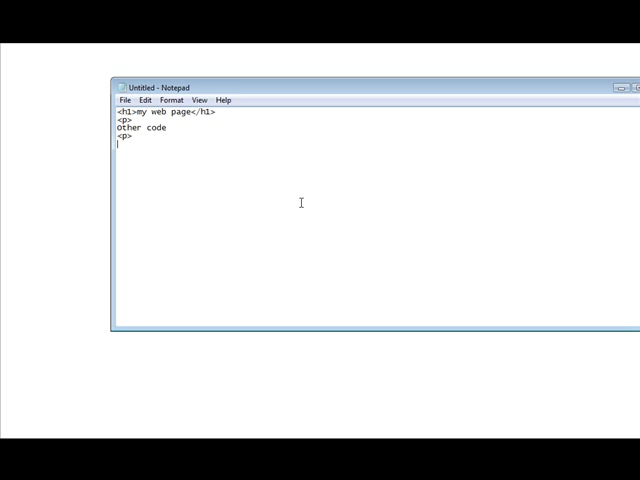 Untitled - Notepad
File Edit Format View Help
<h1>my web page</h1>
<p>
Other code
<p>